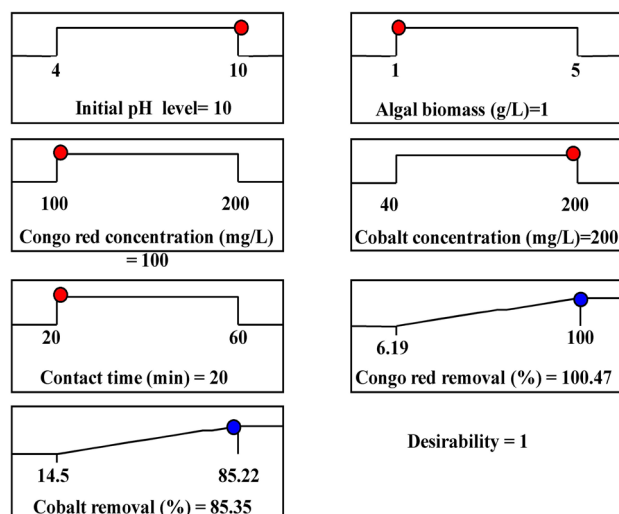 4
10
Initial pH level= 10
1
5
Algal biomass (g/L)=1
100
200
Congo red concentration (mg/L)
= 100
40
200
Cobalt concentration (mg/L)=200
20
60
Contact time (min) = 20
6.19
100
Congo red removal (%) = 100.47
14.5
85.22
Cobalt removal (%) = 85.35
Desirability = 1